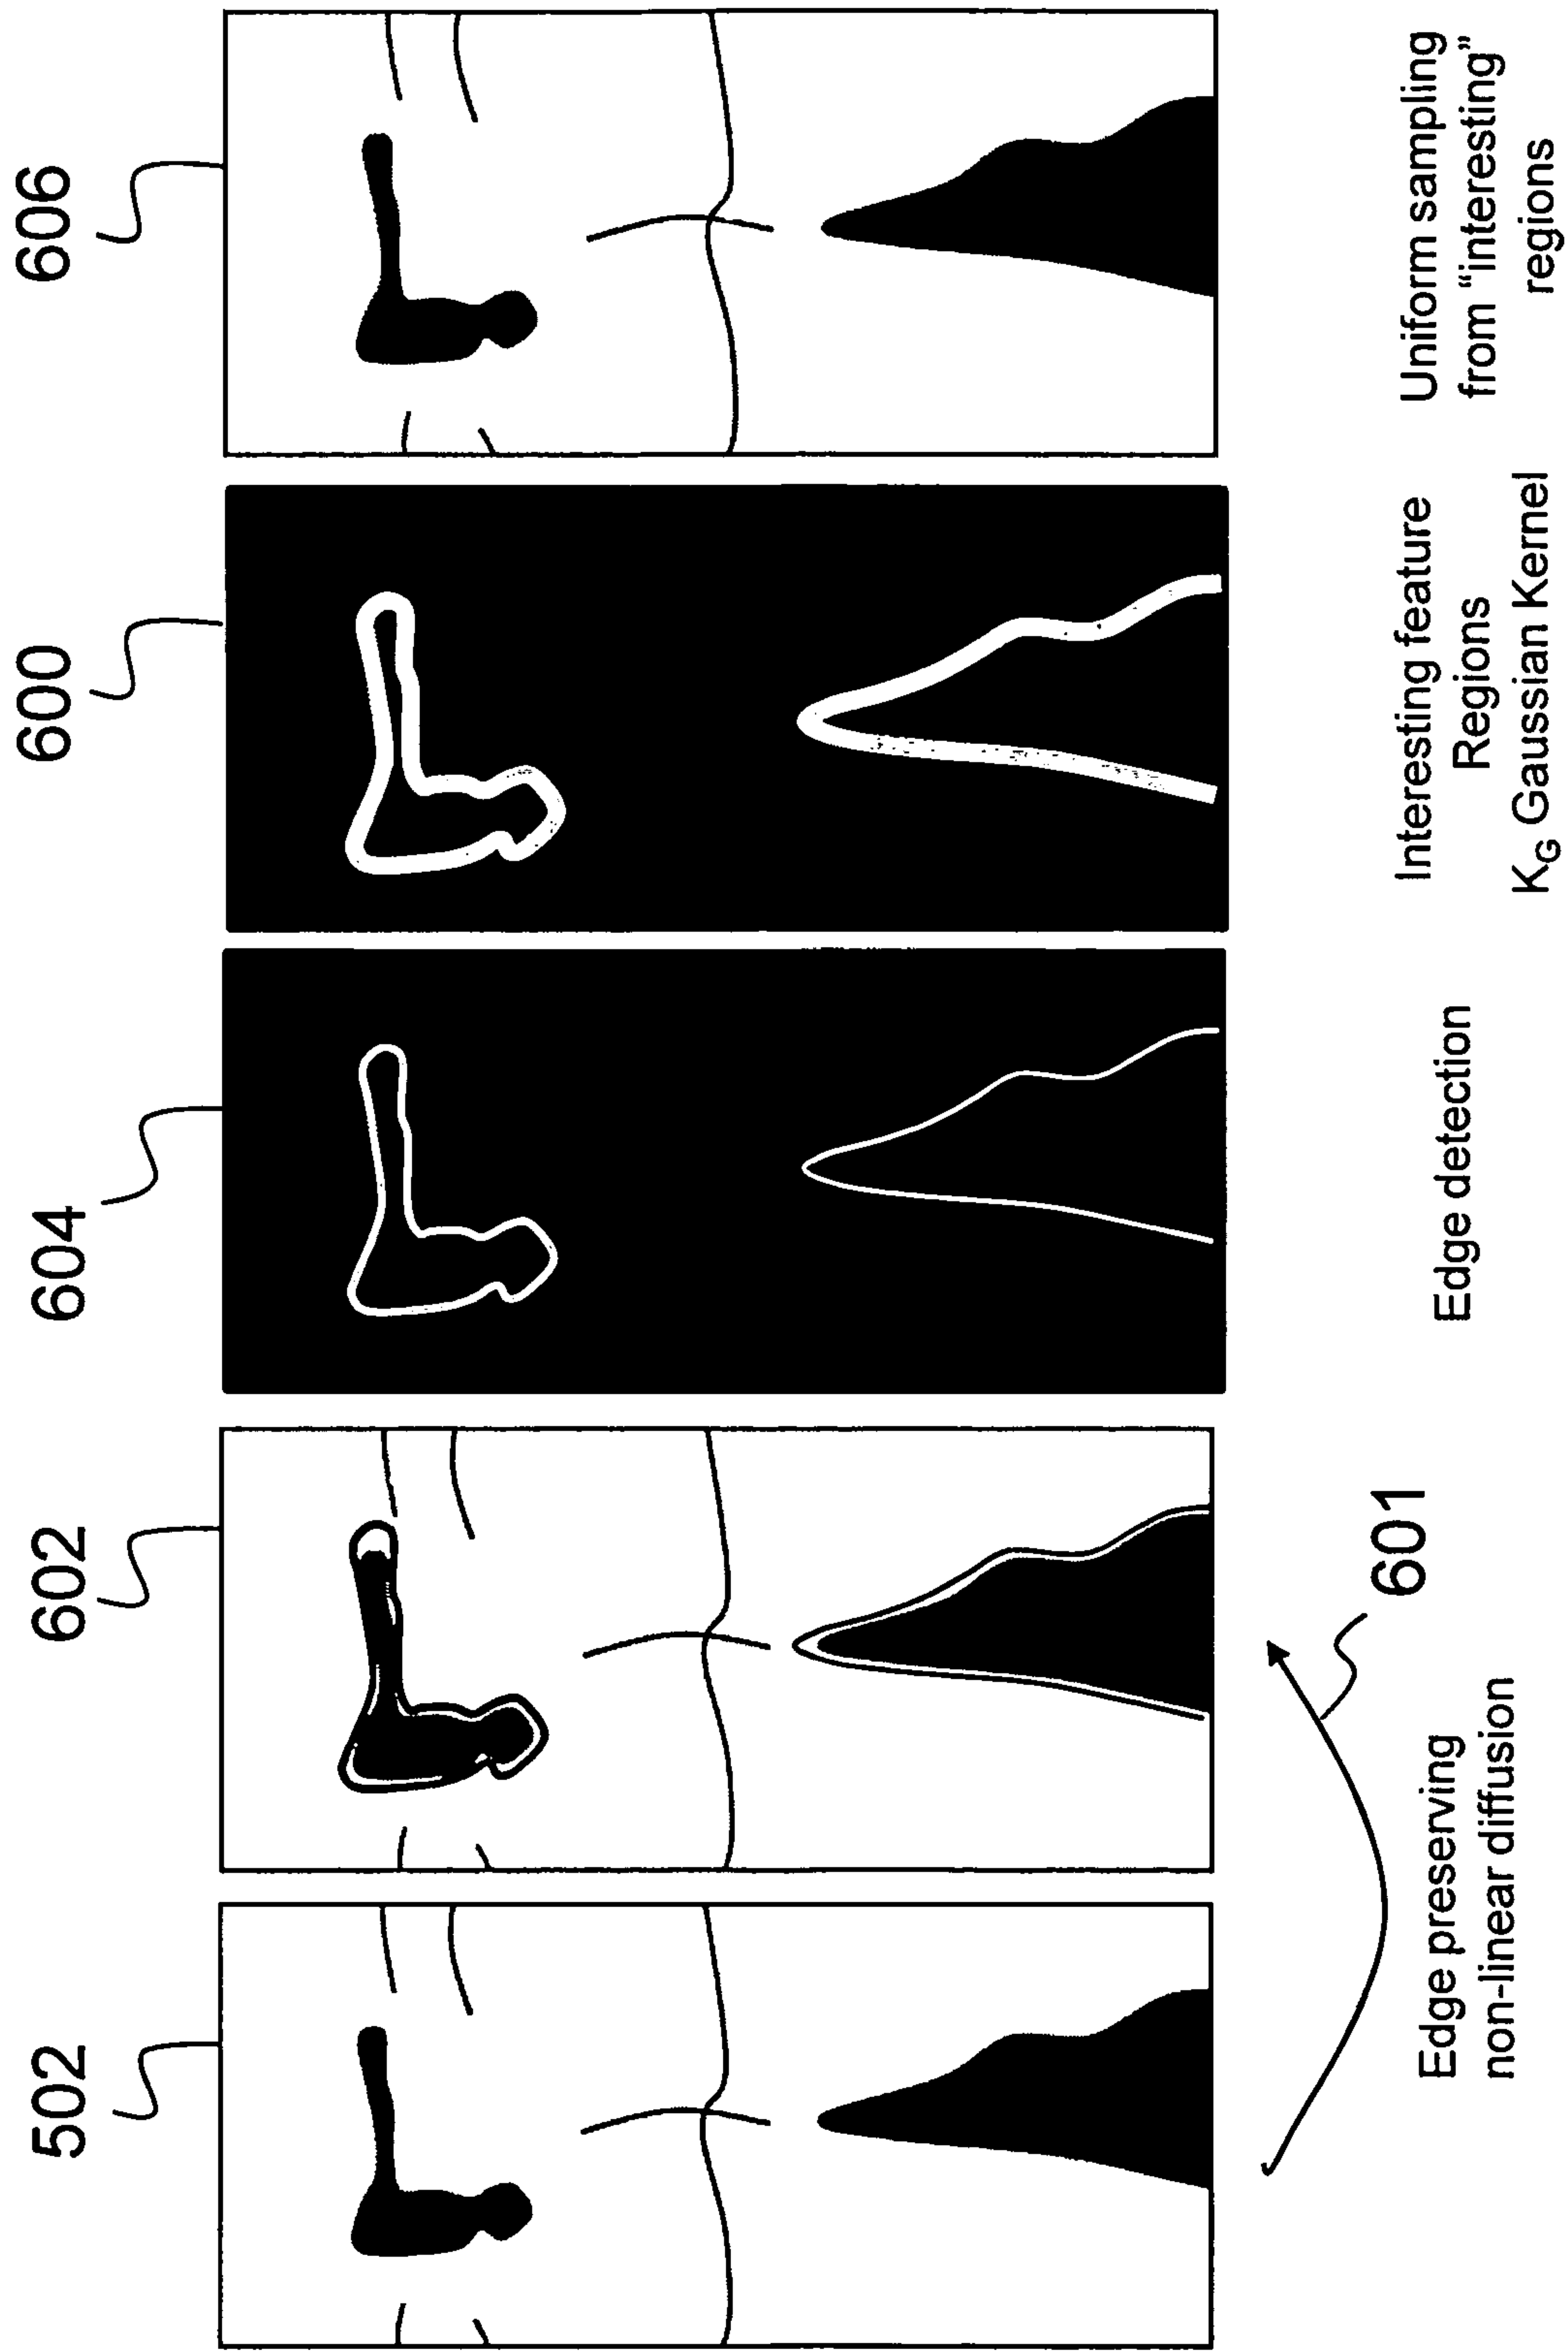 502
602
604
600
606
601
Edge preserving
non-linear diffusion
Edge detection
Interesting feature
Regions
KG Gaussian Kernel
Uniform sampling
from “interesting”
regions